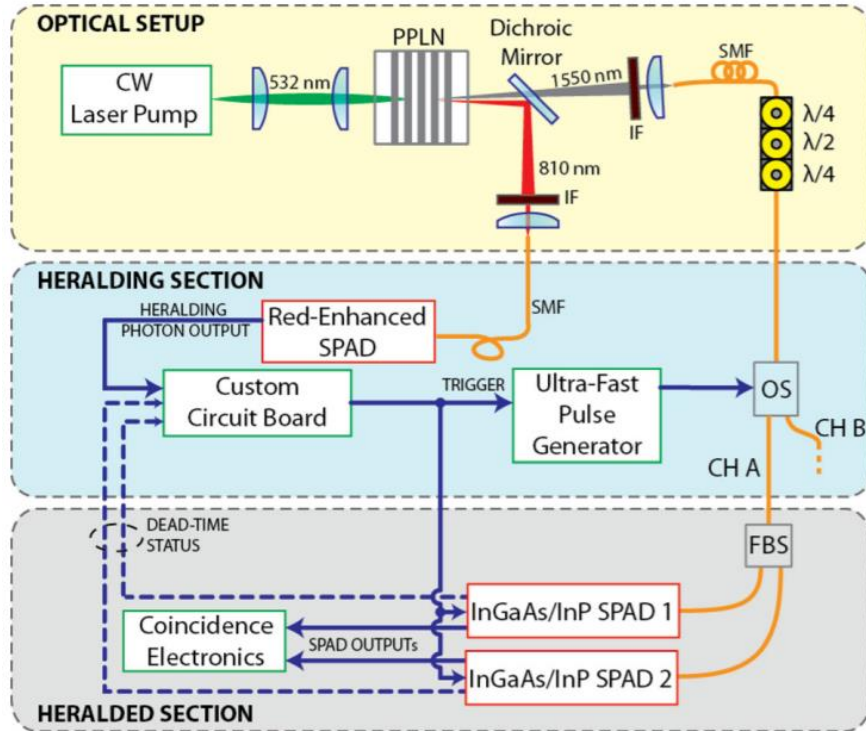 OPTICAL SETUP
CW
Laser Pump
532 nm
PPLN
Dichroic
Mirror
1550 nm
IF
810 nm
IF
SMF
λ/4
λ/2
λ/4
HERALDING SECTION
HERALDING
PHOTON OUTPUT
Red-Enhanced
SPAD
SMF
Custom
Circuit Board
TRIGGER
Ultra-Fast
Pulse
Generator
OS
CH A
CH B
DEAD-TIME
STATUS
FBS
Coincidence
Electronics
SPAD OUTPUTs
InGaAs/InP SPAD 1
InGaAs/InP SPAD 2
HERALDED SECTION